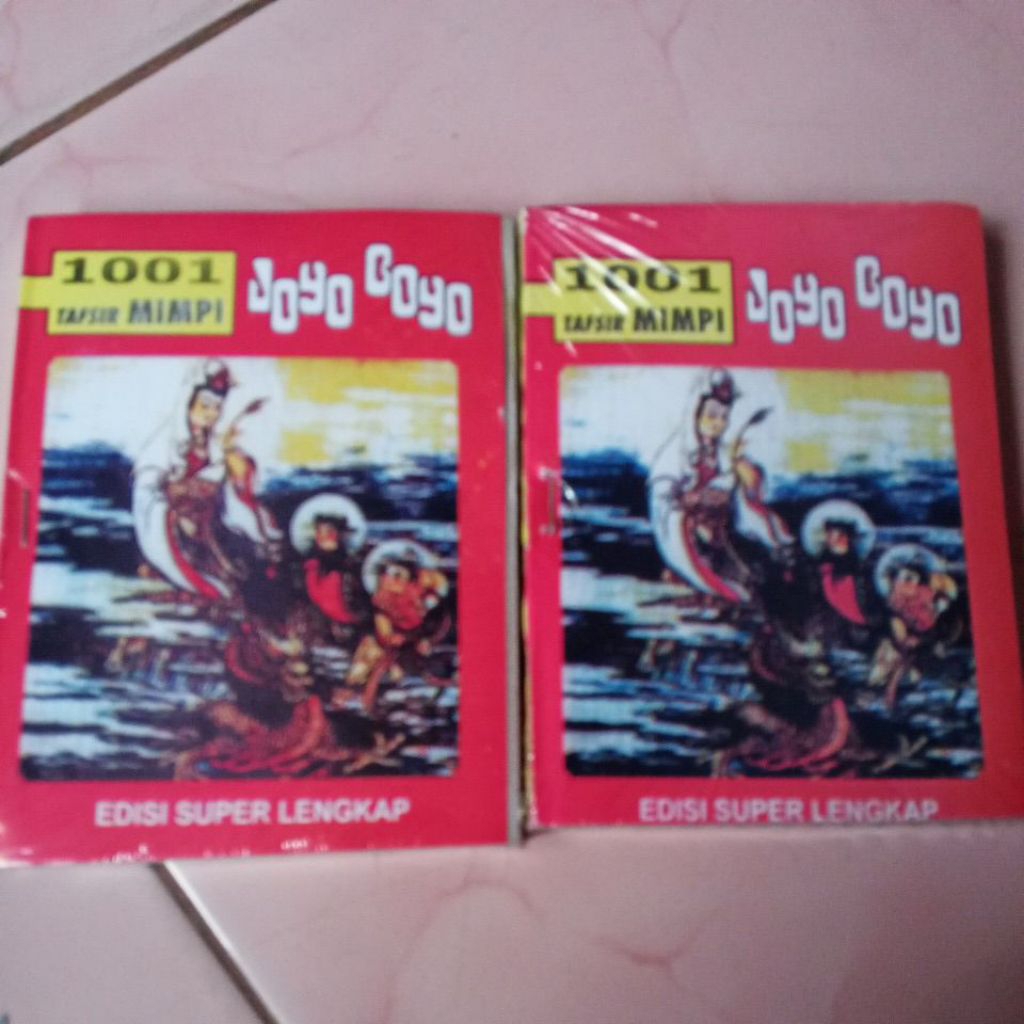 1001
TAFSIR MIMPI
JOYO BOYO
EDISI SUPER LENGKAP
1001
TAFSIR MIMPI
JOYO BOYO
EDISI SUPER LENGKAP